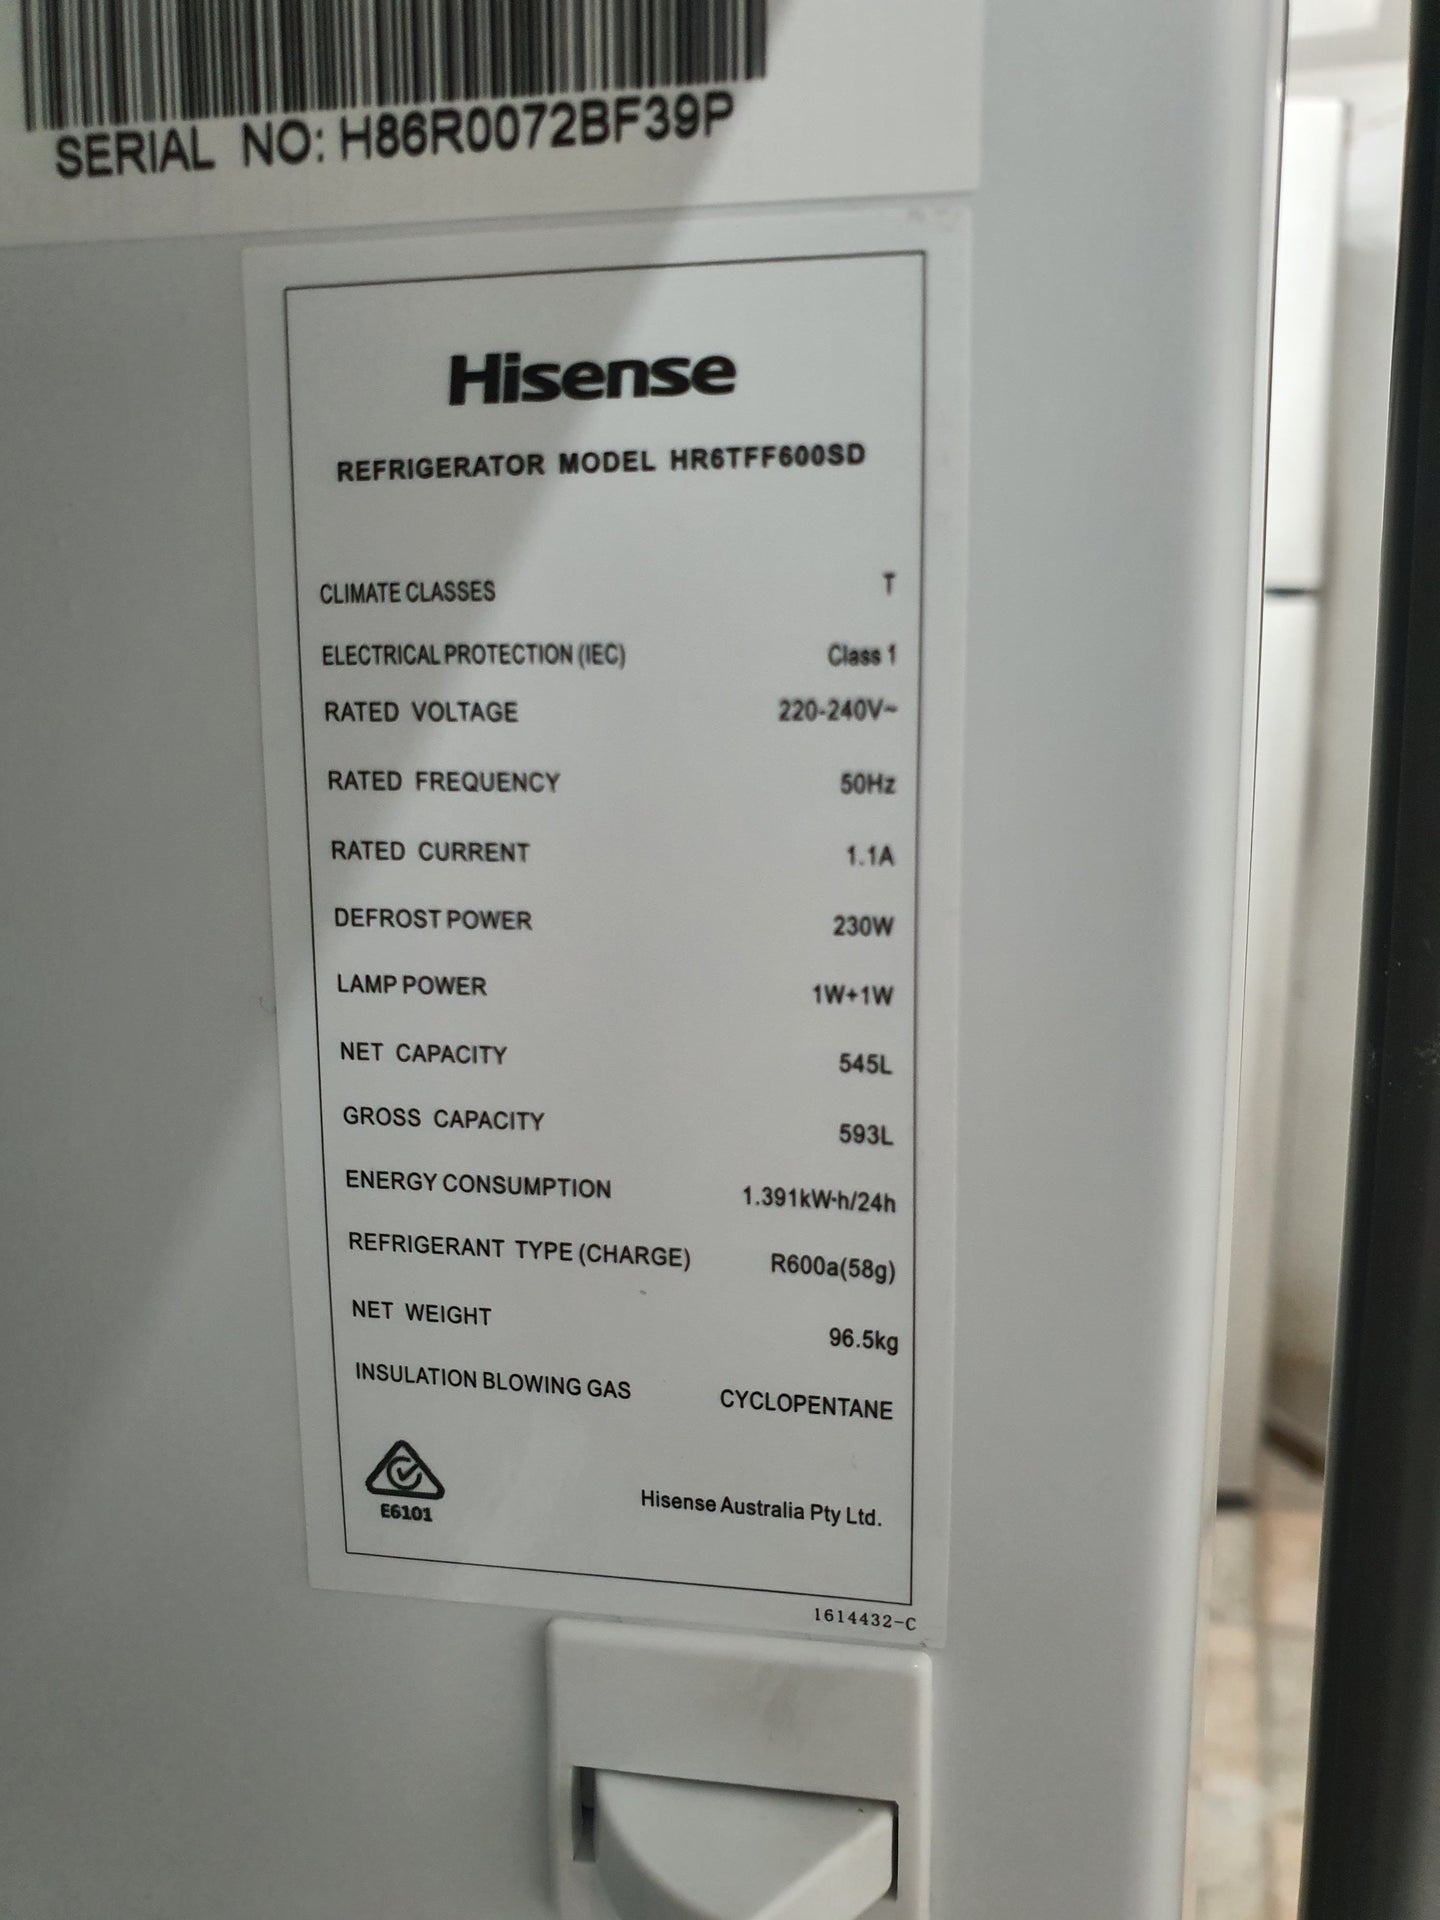 SERIAL NO: H86R0072BF39P
Hisense
REFRIGERATOR MODEL HR6TFF600SD
CLIMATE CLASSES T
ELECTRICAL PROTECTION (IEC) Class 1
RATED VOLTAGE 220-240V~
RATED FREQUENCY 50Hz
RATED CURRENT 1.1A
DEFROST POWER 230W
LAMP POWER 1W+1W
NET CAPACITY 545L
GROSS CAPACITY 593L
ENERGY CONSUMPTION 1.391kW·h/24h
REFRIGERANT TYPE (CHARGE) R600a(58g)
NET WEIGHT 96.5kg
INSULATION BLOWING GAS CYCLOPENTANE
E6101
Hisense Australia Pty Ltd.
1614432-C